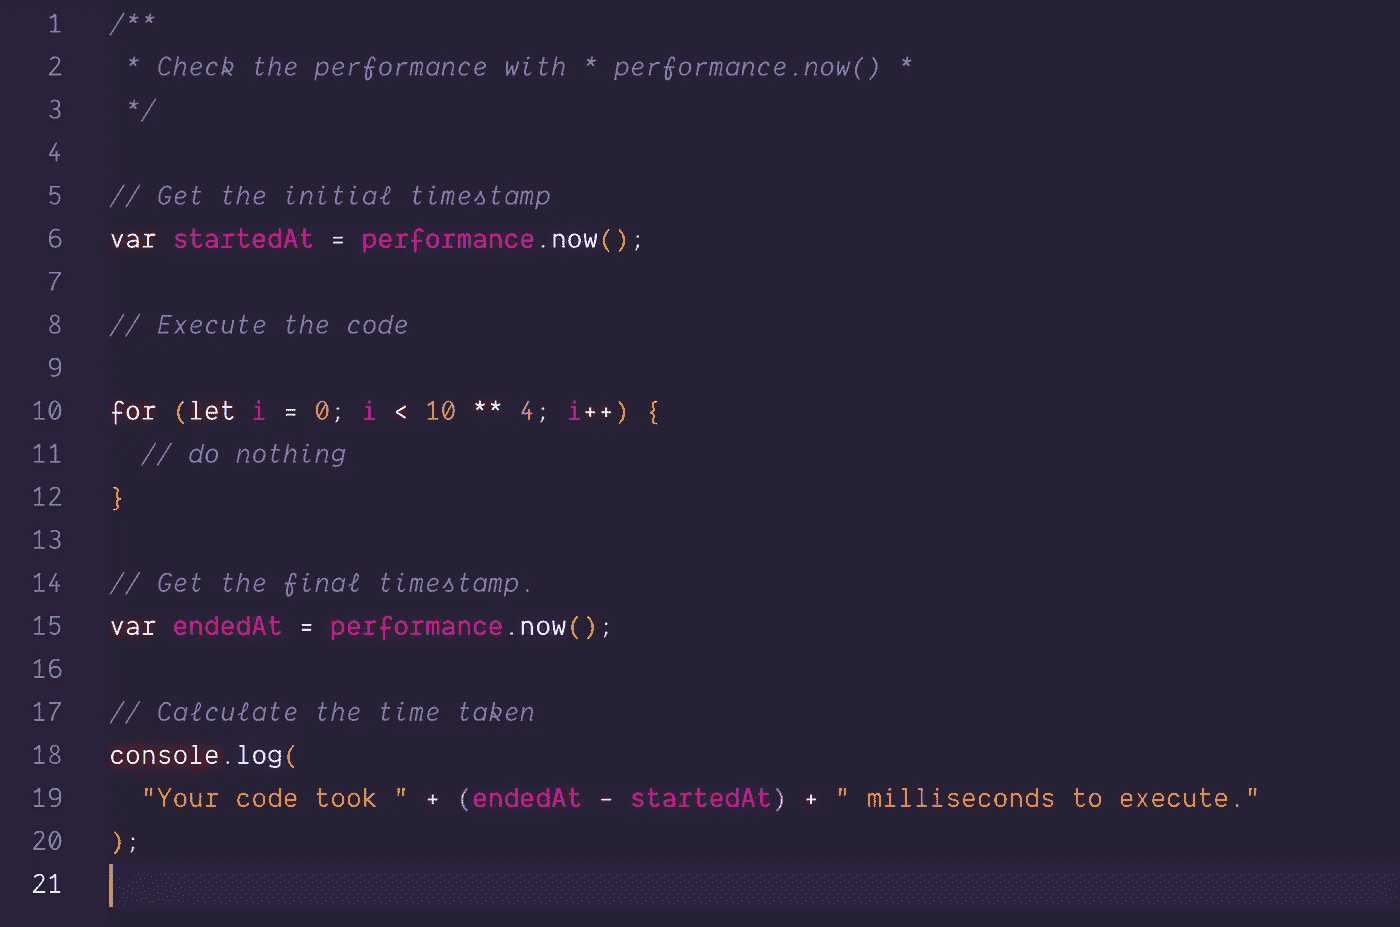 1 /**
2  * Check the performance with * performance.now() *
3  */
4
5 // Get the initial timestamp
6 var startedAt = performance.now();
7
8 // Execute the code
9
10 for (let i = 0; i < 10 ** 4; i++) {
11   // do nothing
12 }
13
14 // Get the final timestamp.
15 var endedAt = performance.now();
16
17 // Calculate the time taken
18 console.log(
19   "Your code took " + (endedAt - startedAt) + " milliseconds to execute."
20 );
21